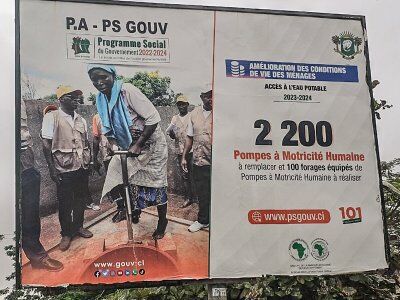 P.A - PS GOUV
Programme Social
du Gouvernement 2022-2024
AMÉLIORATION DES CONDITIONS
DE VIE DES MÉNAGES
ACCÈS À L'EAU POTABLE
2023-2024
2 200
Pompes à Motricité Humaine
à remplacer et 100 forages équipés de
Pompes à Motricité Humaine à réaliser
www.psgouv.ci
101
www.gouv.ci